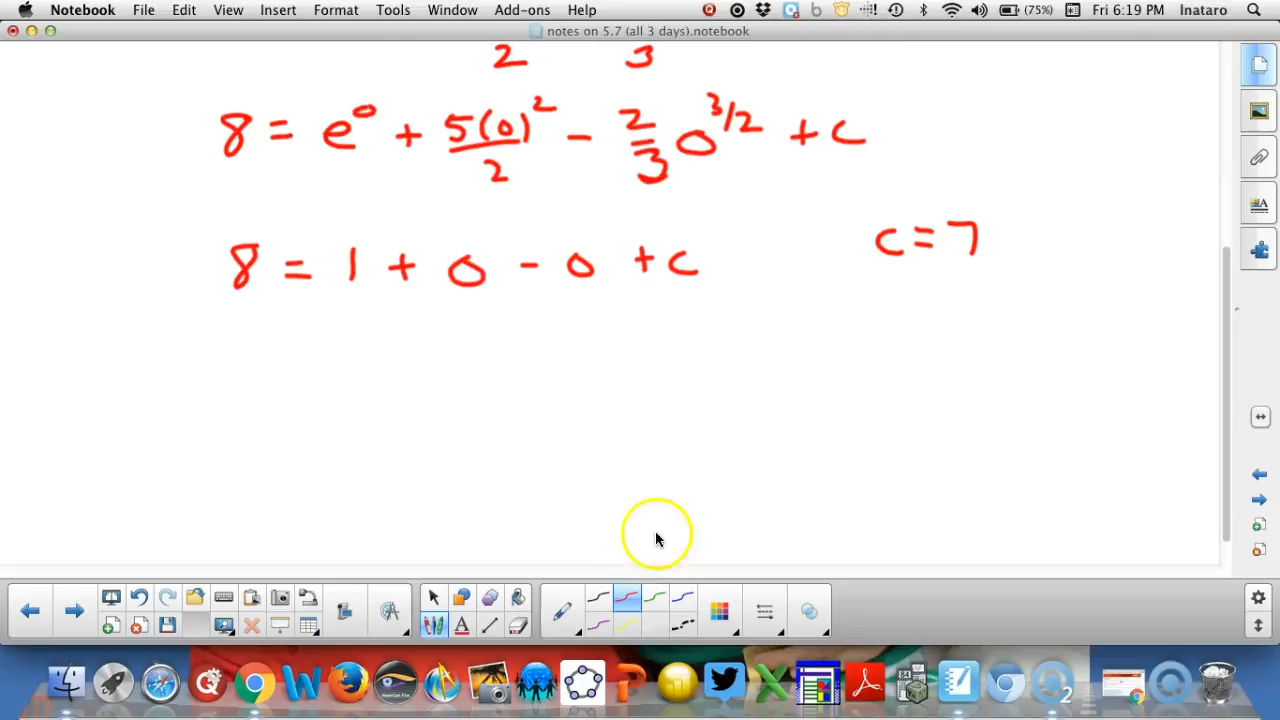 Notebook File Edit View Insert Format Tools Window Add-ons Help (75%) Fri 6:19 PM Inataro
notes on 5.7 (all 3 days).notebook
2 3
8 = e^0 + 5(0)^2/2 - 2/3 0^3/2 + c
c = 7
8 = 1 + 0 - 0 + c
A
2